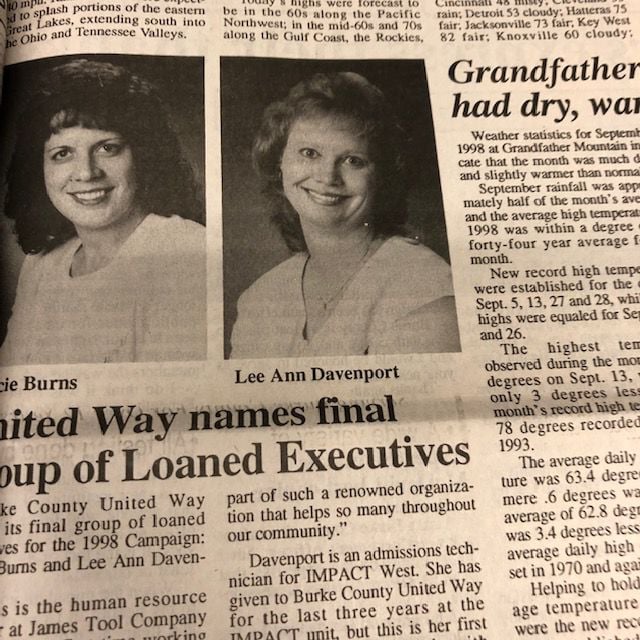 d to splash portions of the eastern
Great Lakes, extending south into
he Ohio and Tennessee Valleys.
Today's highs were forecast to
be in the 60s along the Pacific
Northwest; in the mid-60s and 70s
along the Gulf Coast, the Rockies,
rain; Detroit 53 cloudy; Hatteras 75
fair; Jacksonville 73 fair; Key West
82 fair; Knoxville 60 cloudy;
cie Burns
Lee Ann Davenport
nited Way names final
oup of Loaned Executives
ke County United Way
its final group of loaned
ves for the 1998 Campaign:
Burns and Lee Ann Daven-
s is the human resource
r at James Tool Company
part of such a renowned organiza-
tion that helps so many throughout
our community."
Davenport is an admissions tech-
nician for IMPACT West. She has
given to Burke County United Way
for the last three years at the
IMPACT unit, but this is her first
Grandfather
had dry, war
Weather statistics for Septemb
1998 at Grandfather Mountain in
cate that the month was much d
and slightly warmer than norma
September rainfall was app
mately half of the month's ave
and the average high temperat
1998 was within a degree
forty-four year average f
month.
New record high tempe
were established for the
Sept. 5, 13, 27 and 28, whi
highs were equaled for Sep
and 26.
The highest tem
observed during the mon
degrees on Sept. 13,
only 3 degrees less
month's record high te
78 degrees recorded
1993.
The average daily
ture was 63.4 degre
mere .6 degrees wa
average of 62.8 degr
was 3.4 degrees less
average daily high
set in 1970 and agai
Helping to hold
age temperature
were the new rec